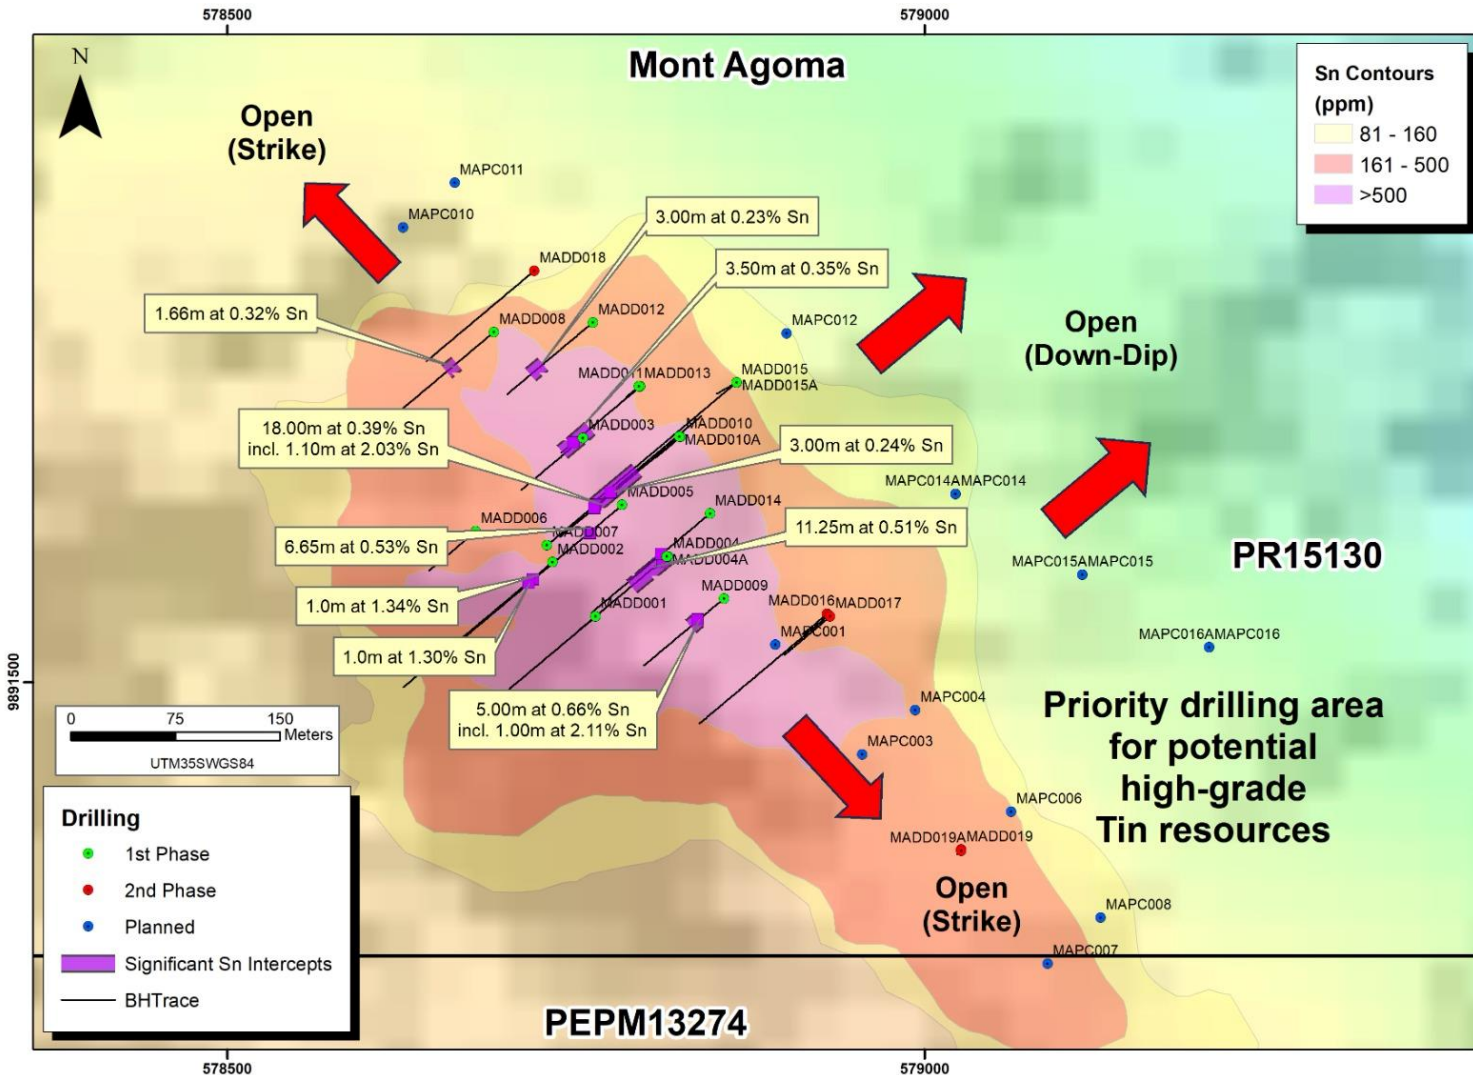 578500
579000
Mont Agoma
N
Sn Contours
(ppm)
81 - 160
161 - 500
>500
Open
(Strike)
MAPC011
MAPC010
3.00m at 0.23% Sn
3.50m at 0.35% Sn
MADD018
1.66m at 0.32% Sn
MADD008
MADD012
MAPC012
Open
(Down-Dip)
MADD011MADD013
MADD015
MADD015A
18.00m at 0.39% Sn
incl. 1.10m at 2.03% Sn
MADD003
MADD010
MADD010A
3.00m at 0.24% Sn
MAPC014AMAPC014
MADD005
MADD014
MADD006
11.25m at 0.51% Sn
6.65m at 0.53% Sn
MADD007
MADD002
MADD004
MADD004A
PR15130
MAPC015AMAPC015
1.0m at 1.34% Sn
MADD009
MADD001
MADD016
MADD017
MAPC001
MAPC016AMAPC016
1.0m at 1.30% Sn
9891500
5.00m at 0.66% Sn
incl. 1.00m at 2.11% Sn
MAPC004
MAPC003
Priority drilling area
for potential
high-grade
Tin resources
0 75 150
Meters
UTM35SWGS84
MAPC006
MADD019AMADD019
Open
(Strike)
MAPC008
MAPC007
Drilling
1st Phase
2nd Phase
Planned
Significant Sn Intercepts
BHTrace
PEPM13274
578500
579000